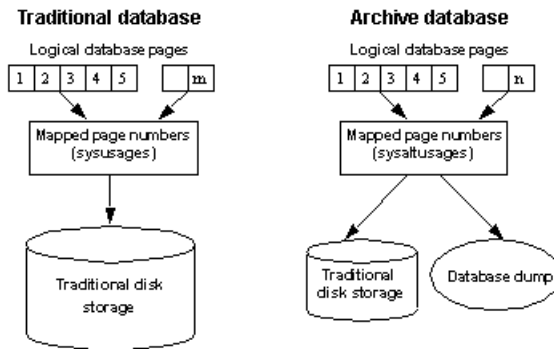 Traditional database
Logical database pages
1 2 3 4 5 m
Mapped page numbers
(sysusages)
Traditional disk
storage
Archive database
Logical database pages
1 2 3 4 5 n
Mapped page numbers
(sysaltusages)
Traditional
disk storage
Database dump